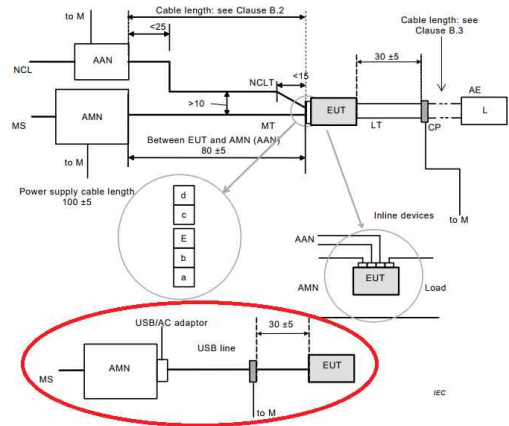 to M
Cable length: see Clause B.2
Cable length: see
Clause B.3
<25
AAN
NCL
NCLT
<15
30 ±5
AE
>10
EUT
L
MS
AMN
MT
LT
CP
Between EUT and AMN (AAN)
80 ±5
to M
Power supply cable length
100 ±5
to M
d
c
E
b
a
Inline devices
AAN
EUT
AMN
Load
USB/AC adaptor
30 ±5
USB line
AMN
EUT
MS
to M
IEC